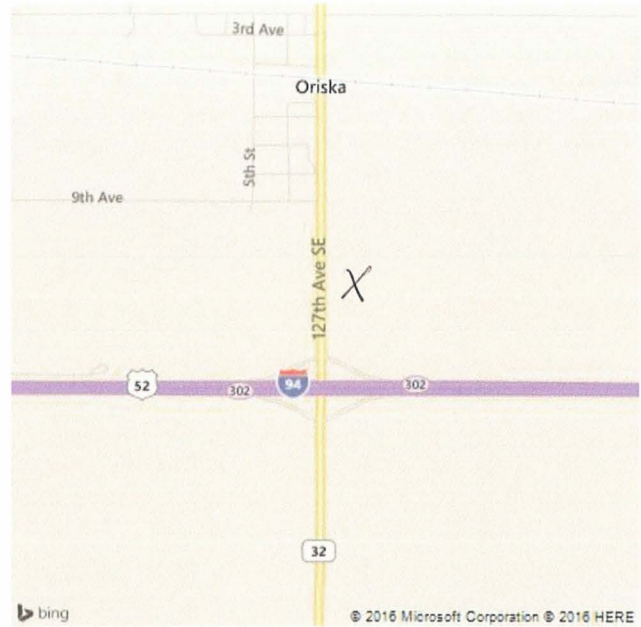 3rd Ave
Oriska
5th St
9th Ave
127th Ave SE
X
52
302
94
302
32
bing
© 2016 Microsoft Corporation © 2016 HERE